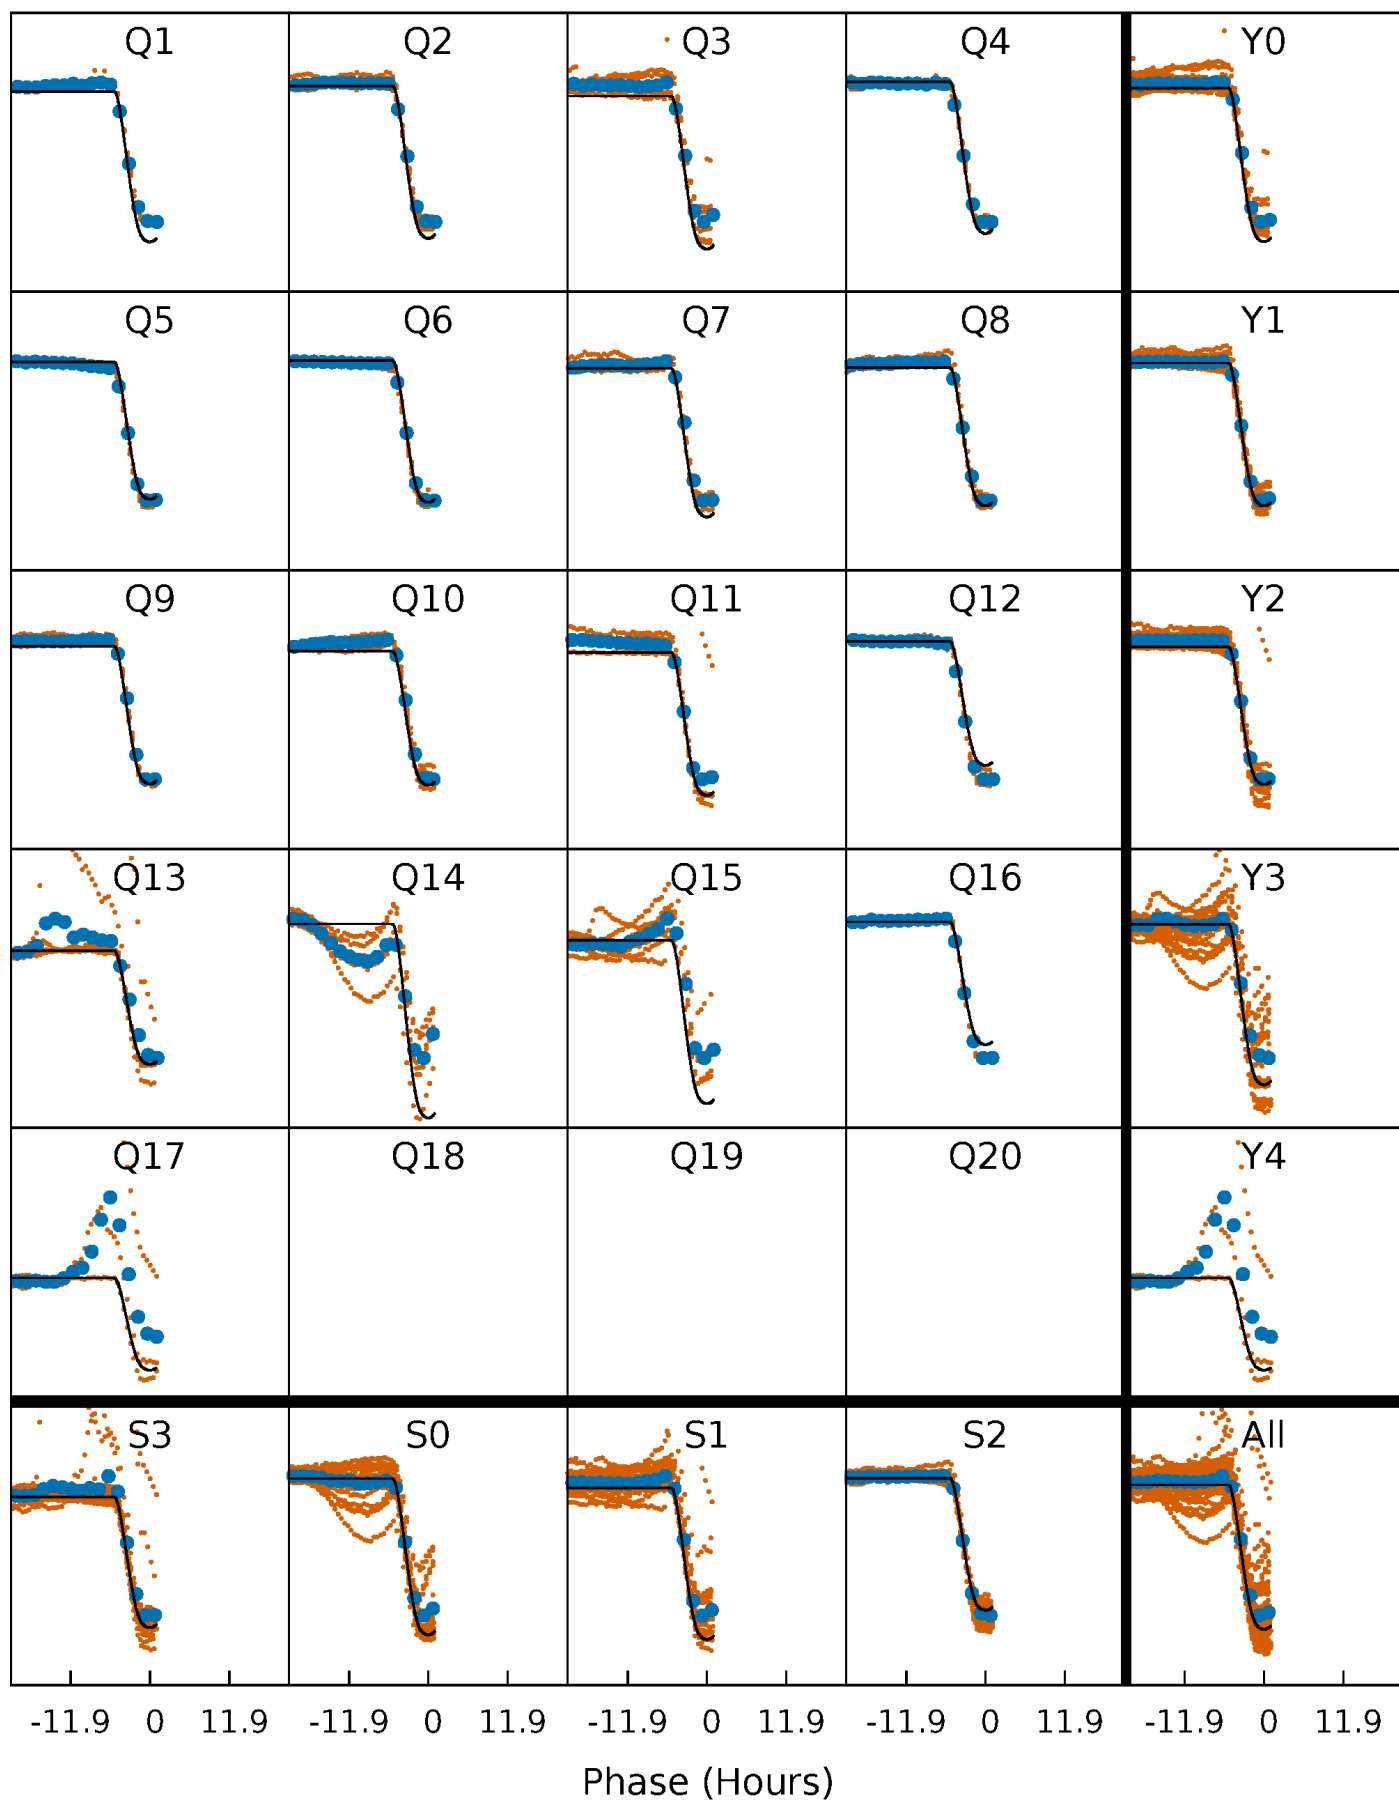 Q1 Q2 Q3 Q4 Y0
Q5 Q6 Q7 Q8 Y1
Q9 Q10 Q11 Q12 Y2
Q13 Q14 Q15 Q16 Y3
Q17 Q18 Q19 Q20 Y4
S3 S0 S1 S2 All
-11.9 0 11.9 -11.9 0 11.9 -11.9 0 11.9 -11.9 0 11.9 -11.9 0 11.9
Phase (Hours)